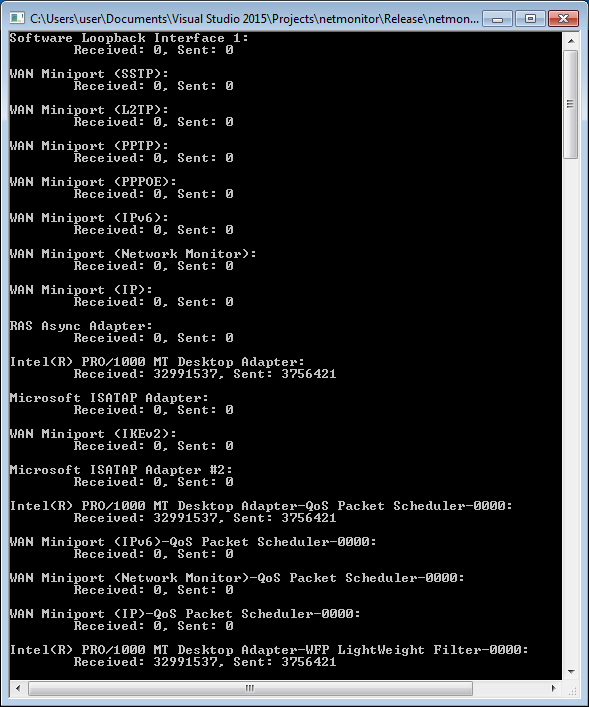 C:\Users\user\Documents\Visual Studio 2015\Projects\netmonitor\Release\netmon...
Software Loopback Interface 1:
Received: 0, Sent: 0
WAN Miniport (SSTP):
Received: 0, Sent: 0
WAN Miniport (L2TP):
Received: 0, Sent: 0
WAN Miniport (PPTP):
Received: 0, Sent: 0
WAN Miniport (PPPOE):
Received: 0, Sent: 0
WAN Miniport (IPv6):
Received: 0, Sent: 0
WAN Miniport (Network Monitor):
Received: 0, Sent: 0
WAN Miniport (IP):
Received: 0, Sent: 0
RAS Async Adapter:
Received: 0, Sent: 0
Intel(R) PRO/1000 MT Desktop Adapter:
Received: 32991537, Sent: 3756421
Microsoft ISATAP Adapter:
Received: 0, Sent: 0
WAN Miniport (IKEv2):
Received: 0, Sent: 0
Microsoft ISATAP Adapter #2:
Received: 0, Sent: 0
Intel(R) PRO/1000 MT Desktop Adapter-QoS Packet Scheduler-0000:
Received: 32991537, Sent: 3756421
WAN Miniport (IPv6)-QoS Packet Scheduler-0000:
Received: 0, Sent: 0
WAN Miniport (Network Monitor)-QoS Packet Scheduler-0000:
Received: 0, Sent: 0
WAN Miniport (IP)-QoS Packet Scheduler-0000:
Received: 0, Sent: 0
Intel(R) PRO/1000 MT Desktop Adapter-WFP LightWeight Filter-0000:
Received: 32991537, Sent: 3756421